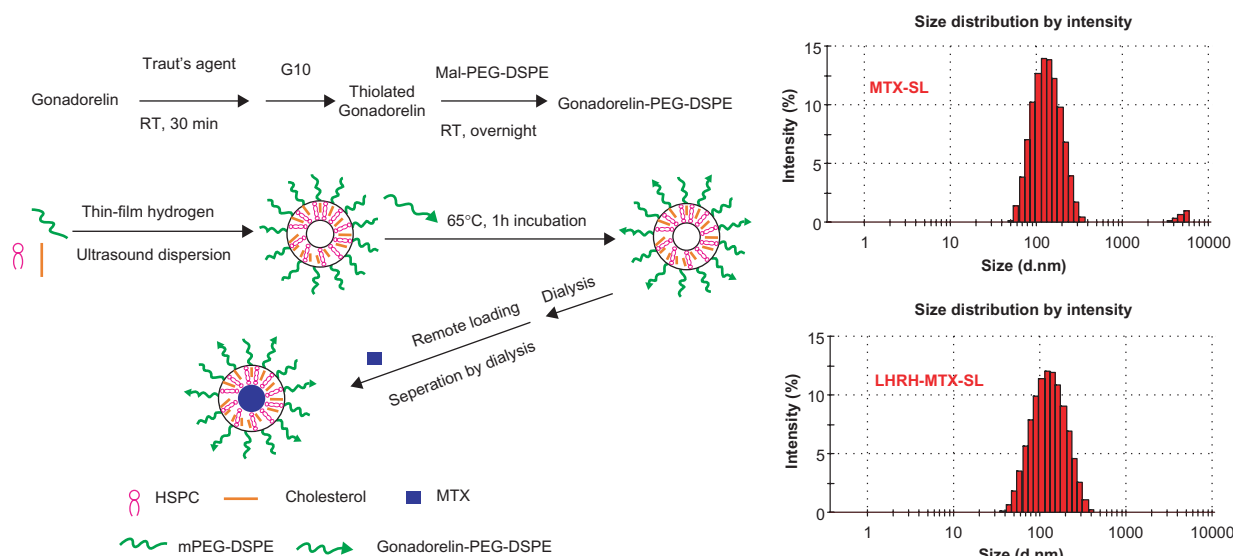 Traut's agent
G10
Mal-PEG-DSPE
Gonadorelin
Thiolated
Gonadorelin
Gonadorelin-PEG-DSPE
RT, 30 min
RT, overnight
Thin-film hydrogen
Ultrasound dispersion
65°C, 1h incubation
Dialysis
Remote loading
Seperation by dialysis
HSPC
Cholesterol
MTX
mPEG-DSPE
Gonadorelin-PEG-DSPE
Size distribution by intensity
15
10
5
0
Intensity (%)
MTX-SL
1
10
100
1000
10000
Size (d.nm)
Size distribution by intensity
15
10
5
0
Intensity (%)
LHRH-MTX-SL
1
10
100
1000
10000
Size (d.nm)